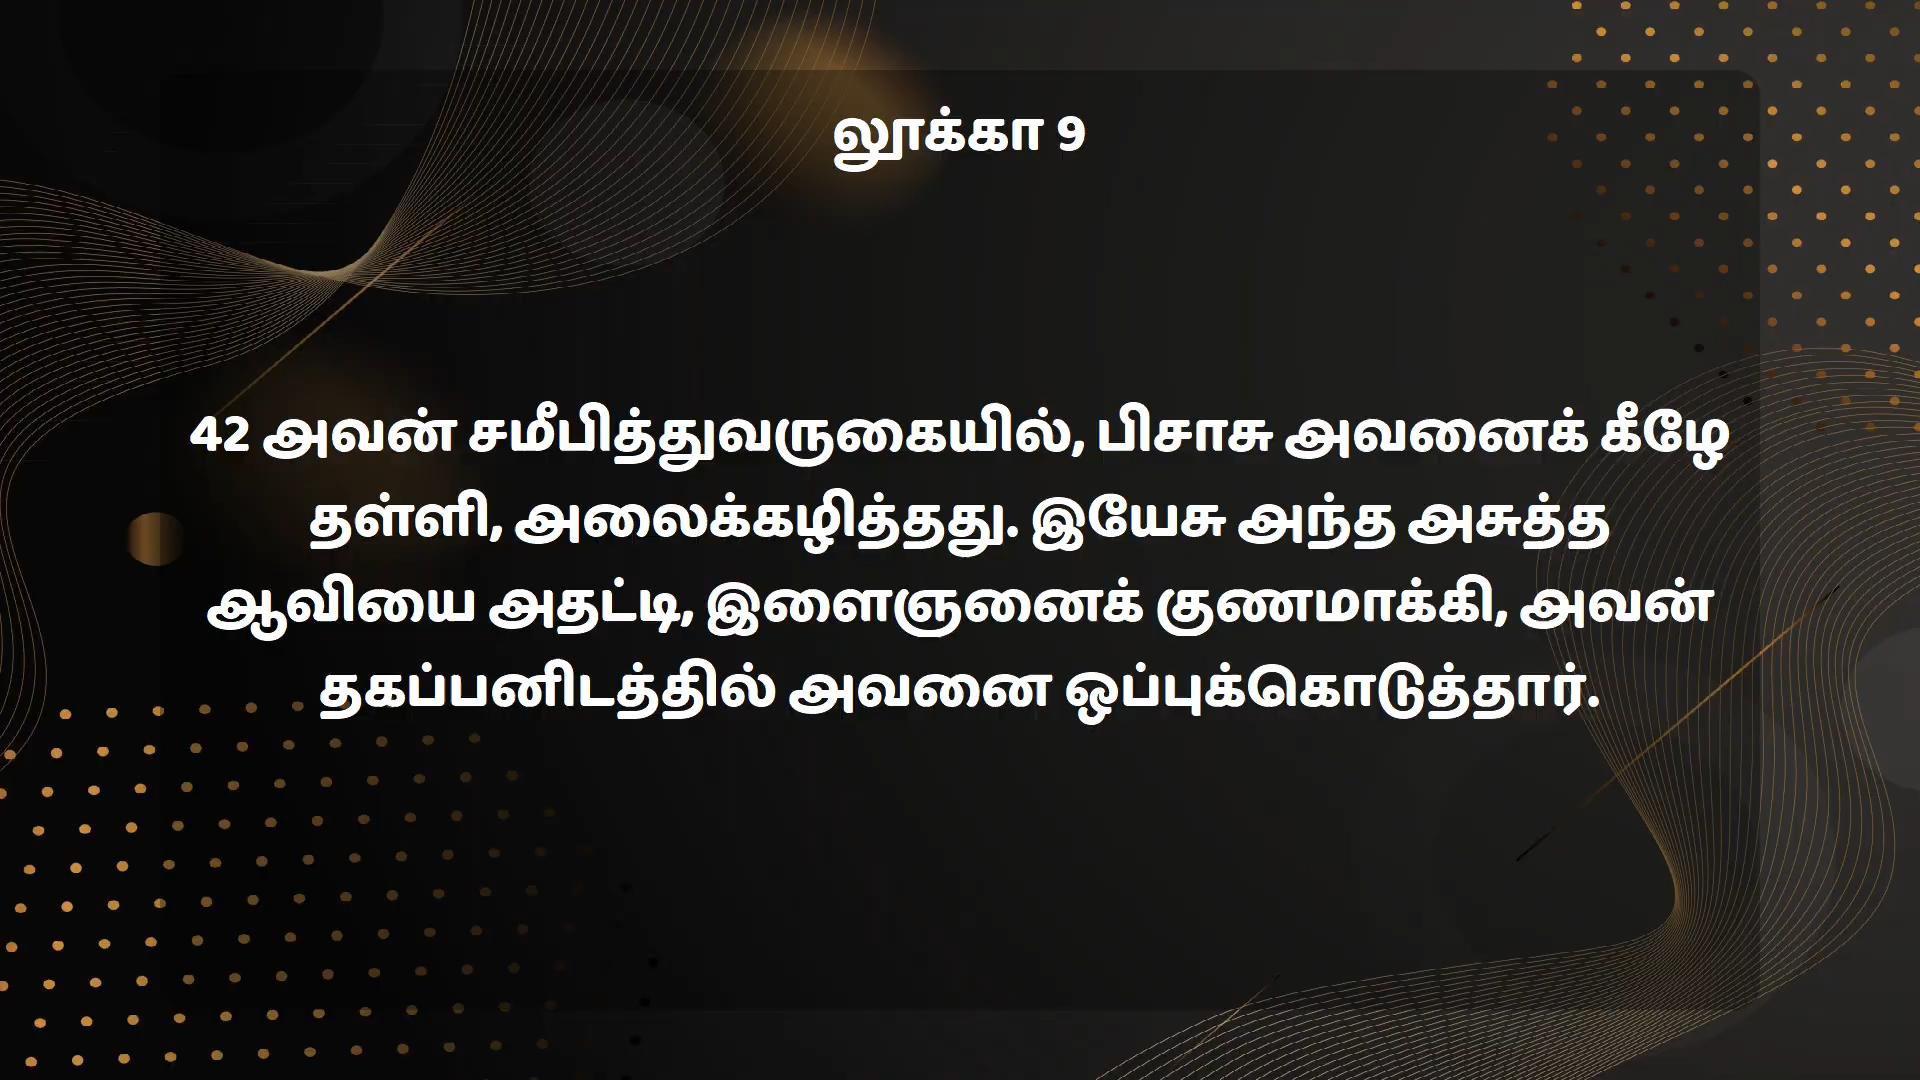 லூக்கா 9
42 அவன் சமீபித்துவருகையில், பிசாசு அவனைக் கீழே
தள்ளி, அலைக்கழித்தது. இயேசு அந்த அசுத்த
ஆவியை அதட்டி, இளைஞனைக் குணமாக்கி, அவன்
தகப்பனிடத்தில் அவனை ஒப்புக்கொடுத்தார்.